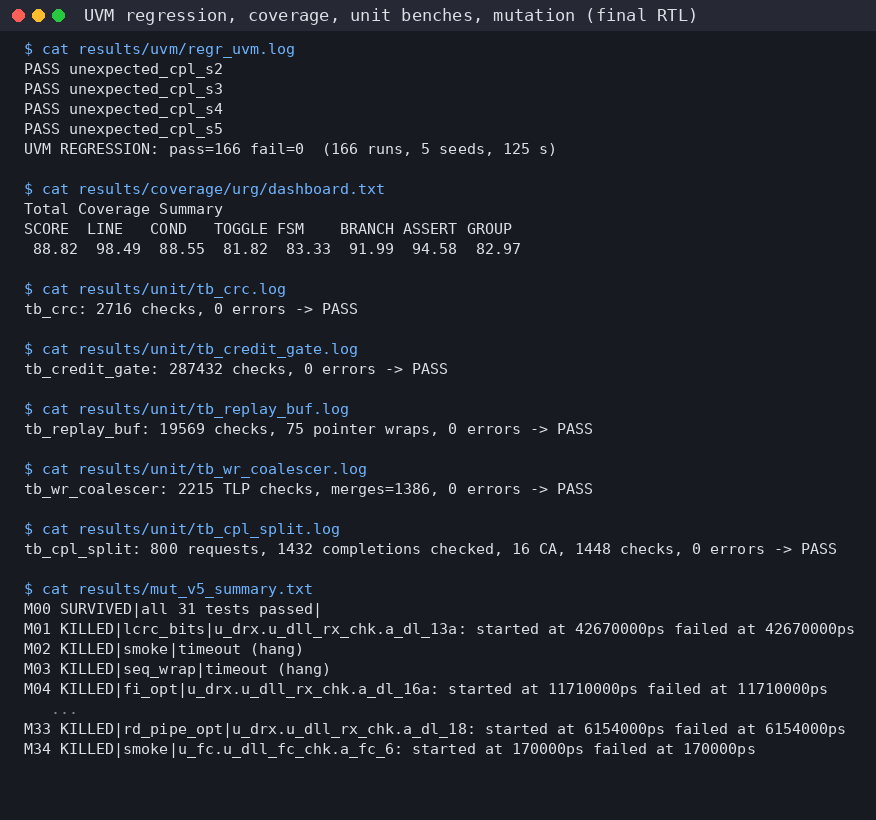 UVM regression, coverage, unit benches, mutation (final RTL)
$ cat results/uvm/regr_uvm.log
PASS unexpected_cpl_s2
PASS unexpected_cpl_s3
PASS unexpected_cpl_s4
PASS unexpected_cpl_s5
UVM REGRESSION: pass=166 fail=0  (166 runs, 5 seeds, 125 s)
$ cat results/coverage/urg/dashboard.txt
Total Coverage Summary
SCORE  LINE   COND   TOGGLE FSM    BRANCH ASSERT GROUP
 88.82  98.49  88.55  81.82  83.33  91.99  94.58  82.97
$ cat results/unit/tb_crc.log
tb_crc: 2716 checks, 0 errors -> PASS
$ cat results/unit/tb_credit_gate.log
tb_credit_gate: 287432 checks, 0 errors -> PASS
$ cat results/unit/tb_replay_buf.log
tb_replay_buf: 19569 checks, 75 pointer wraps, 0 errors -> PASS
$ cat results/unit/tb_wr_coalescer.log
tb_wr_coalescer: 2215 TLP checks, merges=1386, 0 errors -> PASS
$ cat results/unit/tb_cpl_split.log
tb_cpl_split: 800 requests, 1432 completions checked, 16 CA, 1448 checks, 0 errors -> PASS
$ cat results/mut_v5_summary.txt
M00 SURVIVED|all 31 tests passed|
M01 KILLED|lcrc_bits|u_drx.u_dll_rx_chk.a_dl_13a: started at 42670000ps failed at 42670000ps
M02 KILLED|smoke|timeout (hang)
M03 KILLED|seq_wrap|timeout (hang)
M04 KILLED|fi_opt|u_drx.u_dll_rx_chk.a_dl_16a: started at 11710000ps failed at 11710000ps
...
M33 KILLED|rd_pipe_opt|u_drx.u_dll_rx_chk.a_dl_18: started at 6154000ps failed at 6154000ps
M34 KILLED|smoke|u_fc.u_dll_fc_chk.a_fc_6: started at 170000ps failed at 170000ps